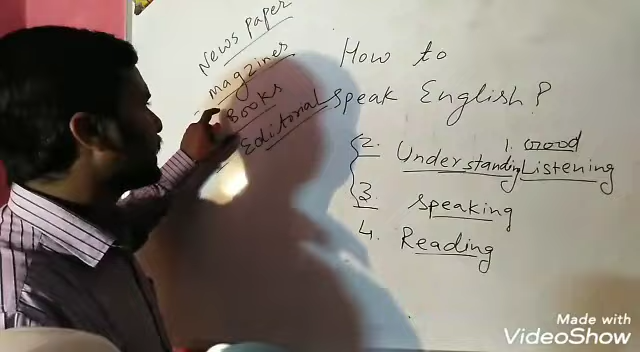 News paper
magzines
Books
Editorial
How to
speak English?
1. Good
2. Understanding Listening
3. speaking
4. Reading
Made with
VideoShow